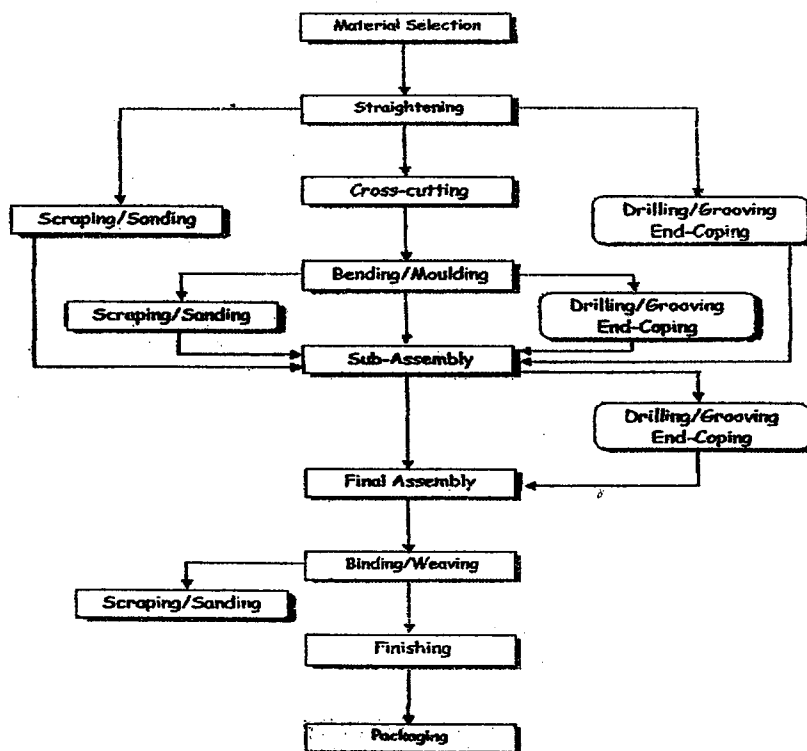 Material Selection
Straightening
Cross-cutting
Scraping/Sanding
Drilling/Grooving
End-Coping
Bending/Moulding
Scraping/Sanding
Drilling/Grooving
End-Coping
Sub-Assembly
Drilling/Grooving
End-Coping
Final Assembly
Binding/Weaving
Scraping/Sanding
Finishing
Packaging